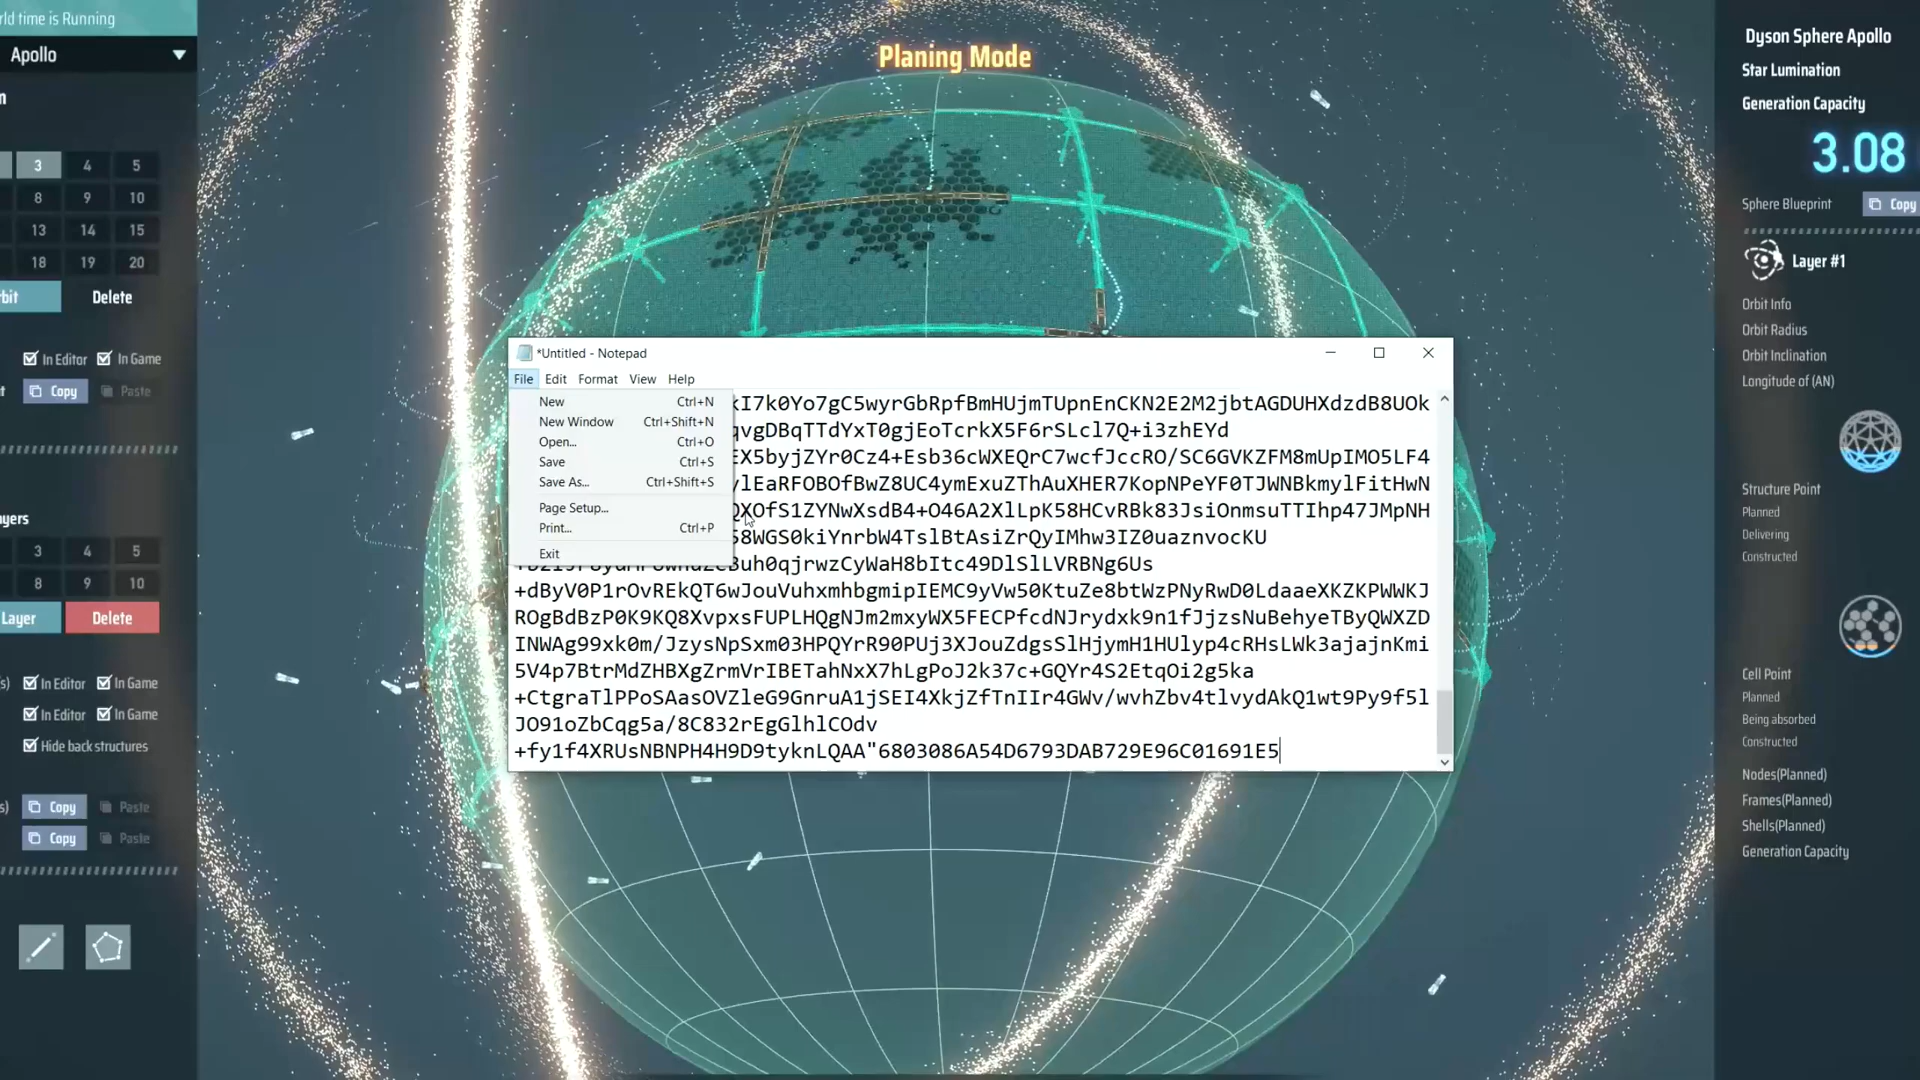 rld time is Running
Apollo
3 4 5
8 9 10
13 14 15
18 19 20
rbit Delete
In Editor In Game
Copy Paste
yers
3 4 5
8 9 10
Layer Delete
s) In Editor In Game
In Editor In Game
Hide back structures
s) Copy Paste
s) Copy Paste
Planing Mode
*Untitled - Notepad
File Edit Format View Help
New Ctrl+N
New Window Ctrl+Shift+N
Open... Ctrl+O
Save Ctrl+S
Save As... Ctrl+Shift+S
Page Setup...
Print... Ctrl+P
Exit
kI7k0Yo7gC5wyrGbRpfBmHUjmTUpnEnCKN2E2M2jbtAGDUHXdzdB8UOk
qvgDBqTTdYxT0gjEoTcrkX5F6rSLcl7Q+i3zhEYd
EX5byjZYr0Cz4+Esb36cWXEQrC7wcfJccRO/SC6GVKZFM8mUpIMO5LF4
ylEaRFOBOfBwZ8UC4ymExuZThAuXHER7KopNPeYF0TJWNBkmylFitHwN
QXOfS1ZYNwXsdB4+O46A2XlLpK58HCvRBk83JsiOnmsuTTIhp47JMpNH
58WGS0kiYnrbW4TslBtAsiZrQyIMhw3IZ0uaznvocKU
Buh0qjrwzCyWaH8bItc49DlSlLVRBNg6Us
+dByV0P1rOvREkQT6wJouVuhxmhbgmipIEMC9yVw50KtuZe8btWzPNyRwD0LdaaeXKZKPWWKJ
ROgBdBzP0K9KQ8XvpxsFUPLHQgNJm2mxyWX5FECPfcdNJrydxk9n1fJjzsNuBehyeTByQWXZD
INWAg99xk0m/JzysNpSxm03HPQYrR90PUj3XJouZdgsSlHjymH1HUlyp4cRHsLWk3ajajnKmi
5V4p7BtrMdZHBXgZrmVrIBETahNxX7hLgPoJ2k37c+GQYr4S2EtqOi2g5ka
+CtgraTlPPoSAasOVZleG9GnruA1jSEI4XkjZfTnIIr4GWv/wvhZbv4tlvydAkQ1wt9Py9f5l
JO91oZbCqg5a/8C832rEgGlhlCOdv
+fy1f4XRUsNBNPH4H9D9tyknLQAA"6803086A54D6793DAB729E96C01691E5
Dyson Sphere Apollo
Star Lumination
Generation Capacity
3.08
Sphere Blueprint Copy
Layer #1
Orbit Info
Orbit Radius
Orbit Inclination
Longitude of (AN)
Structure Point
Planned
Delivering
Constructed
Cell Point
Planned
Being absorbed
Constructed
Nodes(Planned)
Frames(Planned)
Shells(Planned)
Generation Capacity